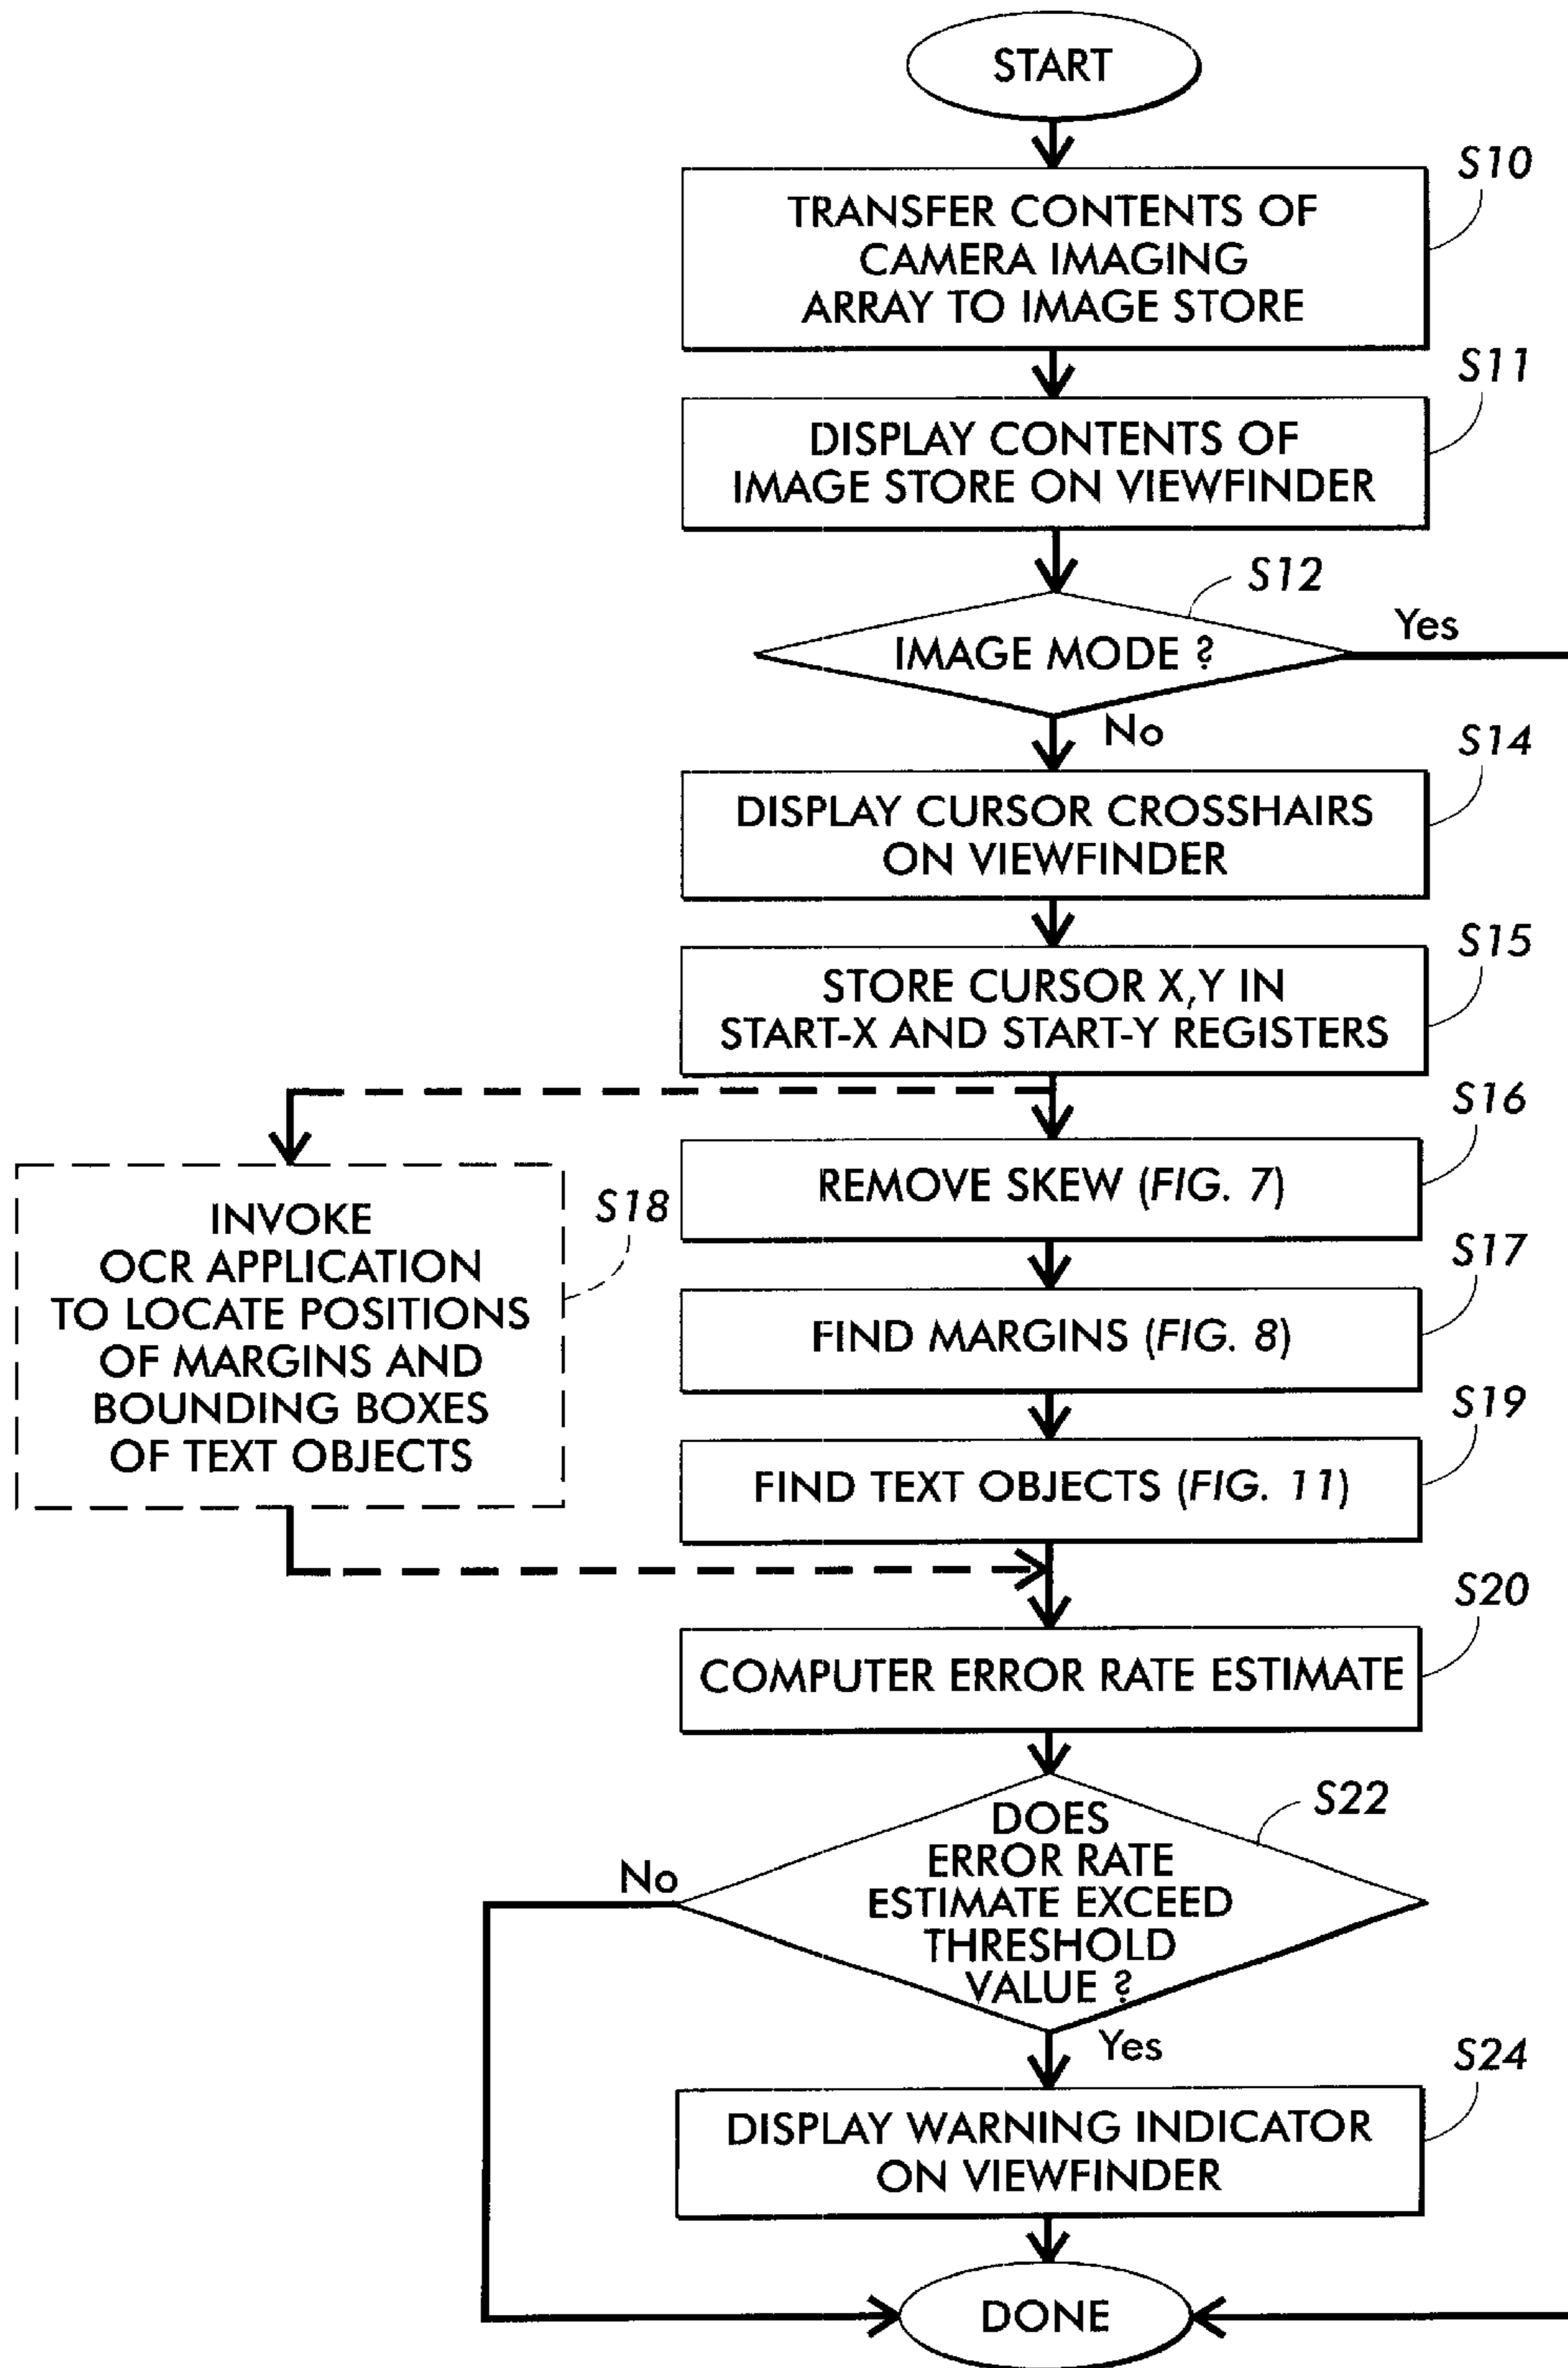 START
S10
TRANSFER CONTENTS OF
CAMERA IMAGING
ARRAY TO IMAGE STORE
S11
DISPLAY CONTENTS OF
IMAGE STORE ON VIEWFINDER
S12
IMAGE MODE ?
Yes
No
S14
DISPLAY CURSOR CROSSHAIRS
ON VIEWFINDER
S15
STORE CURSOR X,Y IN
START-X AND START-Y REGISTERS
S16
REMOVE SKEW (FIG. 7)
S18
INVOKE
OCR APPLICATION
TO LOCATE POSITIONS
OF MARGINS AND
BOUNDING BOXES
OF TEXT OBJECTS
S17
FIND MARGINS (FIG. 8)
S19
FIND TEXT OBJECTS (FIG. 11)
S20
COMPUTER ERROR RATE ESTIMATE
S22
DOES
ERROR RATE
ESTIMATE EXCEED
THRESHOLD
VALUE ?
No
Yes
S24
DISPLAY WARNING INDICATOR
ON VIEWFINDER
DONE